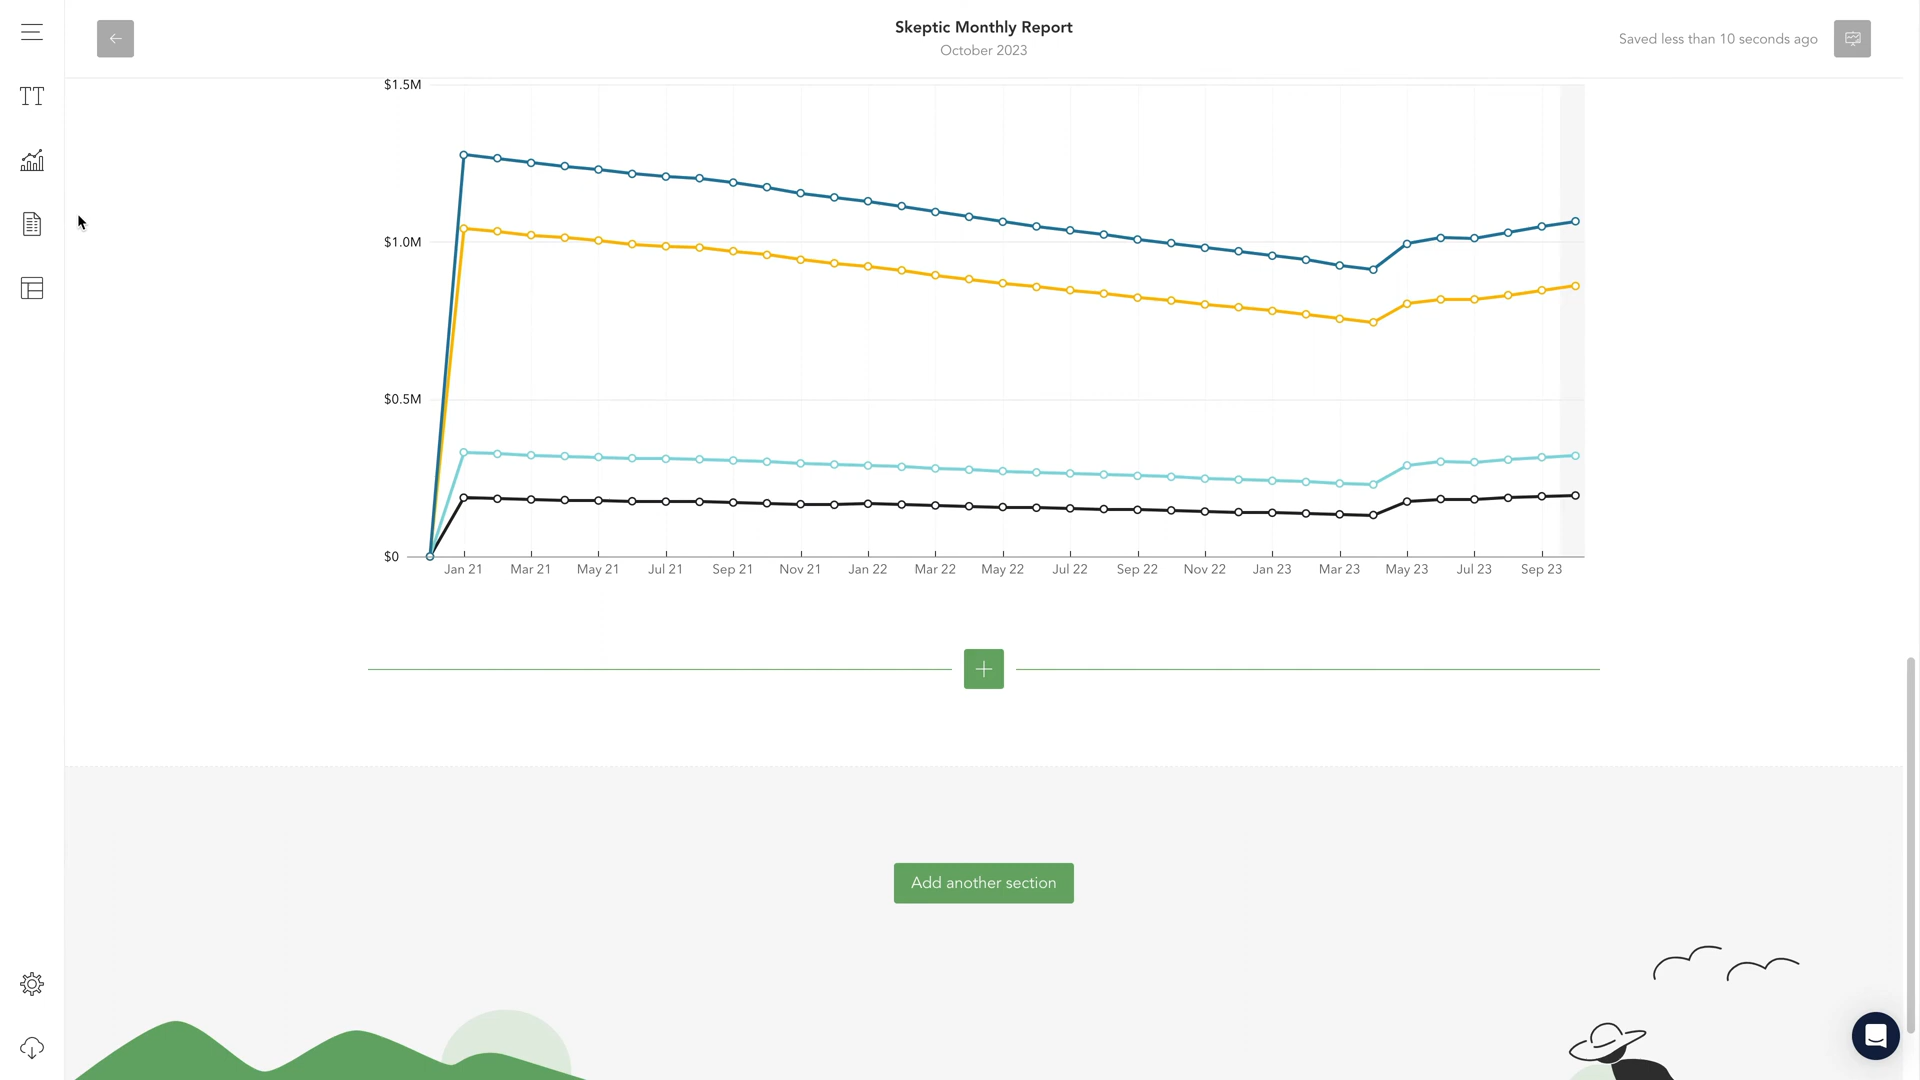 Skeptic Monthly Report
October 2023
Saved less than 10 seconds ago
TT
$1.5M
$1.0M
$0.5M
$0
Jan 21 Mar 21 May 21 Jul 21 Sep 21 Nov 21 Jan 22 Mar 22 May 22 Jul 22 Sep 22 Nov 22 Jan 23 Mar 23 May 23 Jul 23 Sep 23
Add another section